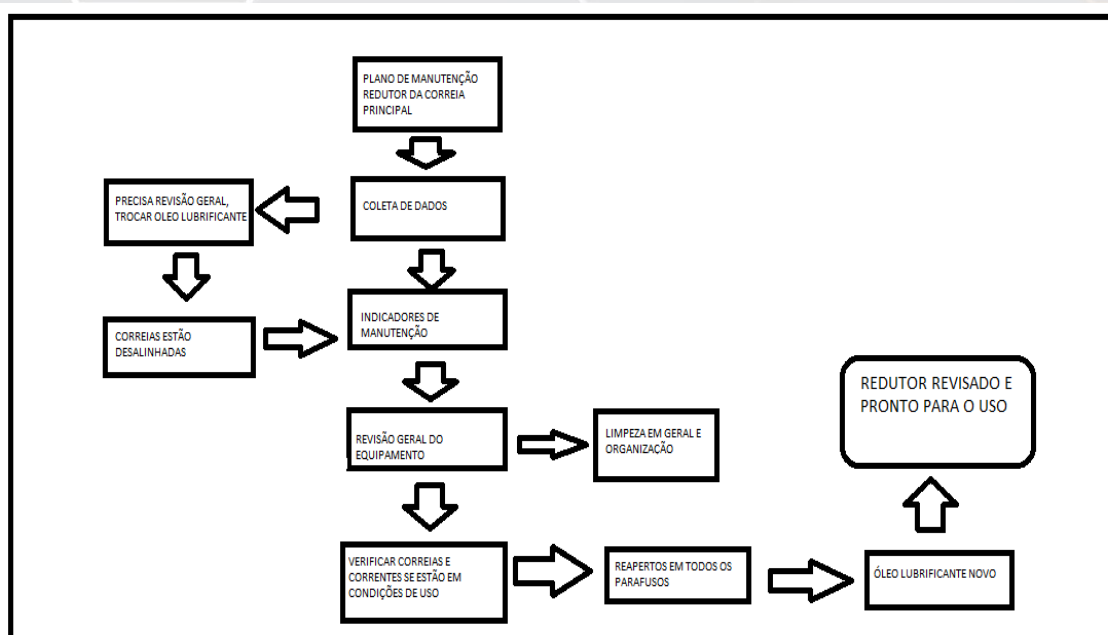 PLANO DE MANUTENÇÃO
REDUTOR DA CORREIA
PRINCIPAL
PRECISA REVISÃO GERAL,
TROCAR OLEO LUBRIFICANTE
COLETA DE DADOS
CORREIAS ESTÃO
DESALINHADAS
INDICADORES DE
MANUTENÇÃO
REVISÃO GERAL DO
EQUIPAMENTO
LIMPEZA EM GERAL E
ORGANIZAÇÃO
REDUTOR REVISADO E
PRONTO PARA O USO
VERIFICAR CORREIAS E
CORRENTES SE ESTÃO EM
CONDIÇÕES DE USO
REAPERTOS EM TODOS OS
PARAFUSOS
ÓLEO LUBRIFICANTE NOVO